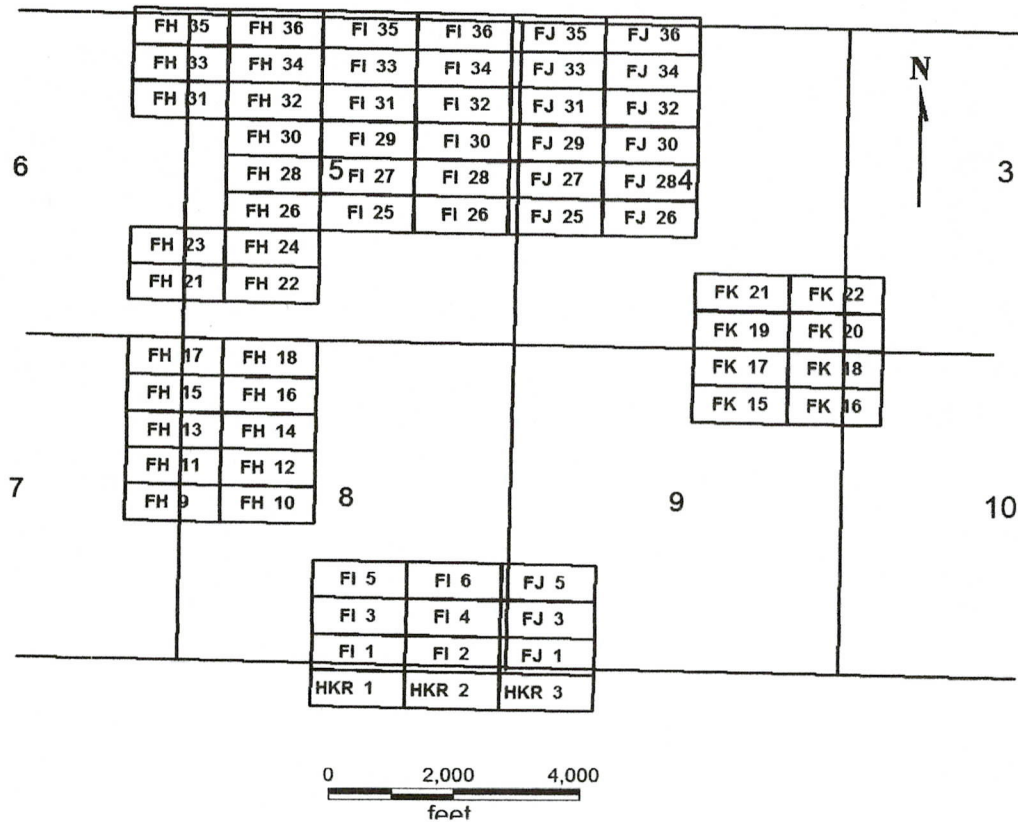 FH 35 FH 36 FI 35 FI 36 FJ 35 FJ 36
FH 33 FH 34 FI 33 FI 34 FJ 33 FJ 34
N
FH 31 FH 32 FI 31 FI 32 FJ 31 FJ 32
FH 30 FI 29 FI 30 FJ 29 FJ 30
6 FH 28 5 FI 27 FI 28 FJ 27 FJ 28 4 3
FH 26 FI 25 FI 26 FJ 25 FJ 26
FH 23 FH 24
FH 21 FH 22 FK 21 FK 22
FK 19 FK 20
FH 17 FH 18 FK 17 FK 18
FH 15 FH 16 FK 15 FK 16
FH 13 FH 14
FH 11 FH 12
7 FH 9 FH 10 8 9 10
FI 5 FI 6 FJ 5
FI 3 FI 4 FJ 3
FI 1 FI 2 FJ 1
HKR 1 HKR 2 HKR 3
0 2,000 4,000
feet